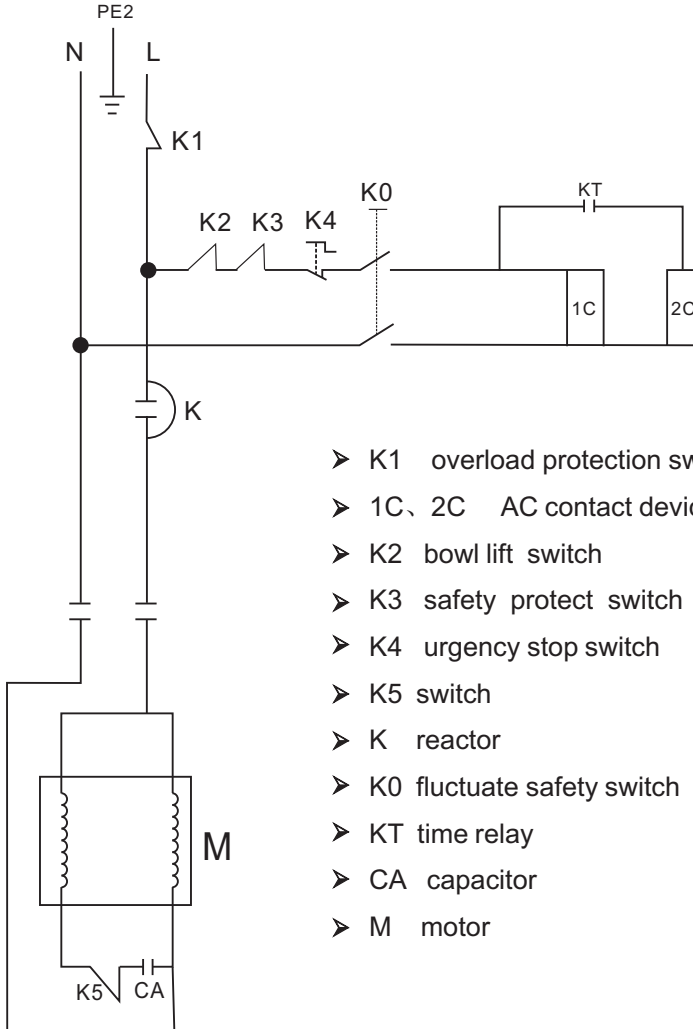 PE2
N L
K1
K0
KT
K2 K3 K4
1C 2C
K
➢ K1 overload protection
➢ 1C、2C AC contact
➢ K2 bowl lift switch
➢ K3 safety protect switch
➢ K4 urgency stop switch
➢ K5 switch
➢ K reactor
➢ K0 fluctuate safety switch
➢ KT time relay
➢ CA capacitor
➢ M motor
M
K5 CA